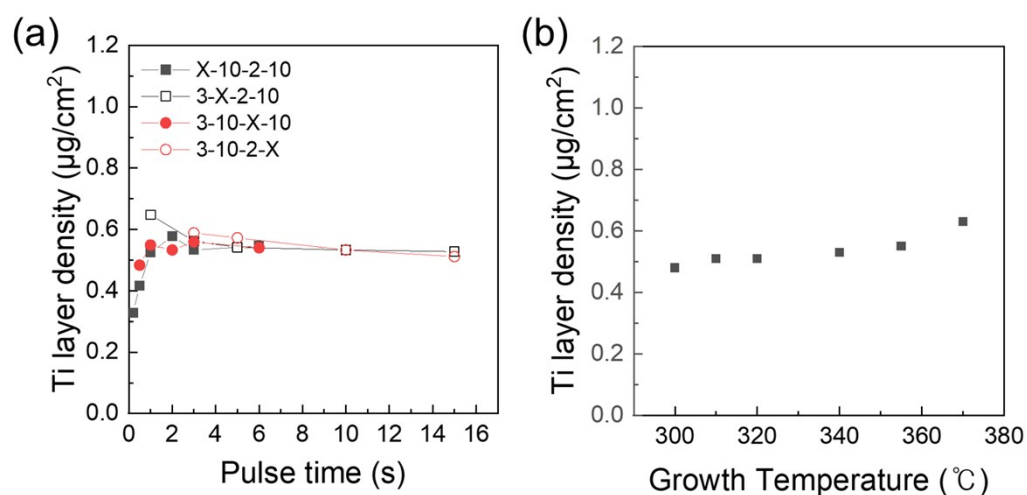 (a)
Ti layer density (μg/cm²)
1.2
1.0
0.8
0.6
0.4
0.2
0.0
X-10-2-10
3-X-2-10
3-10-X-10
3-10-2-X
0 2 4 6 8 10 12 14 16
Pulse time (s)
(b)
Ti layer density (μg/cm²)
1.2
1.0
0.8
0.6
0.4
0.2
0.0
300 320 340 360 380
Growth Temperature (℃)